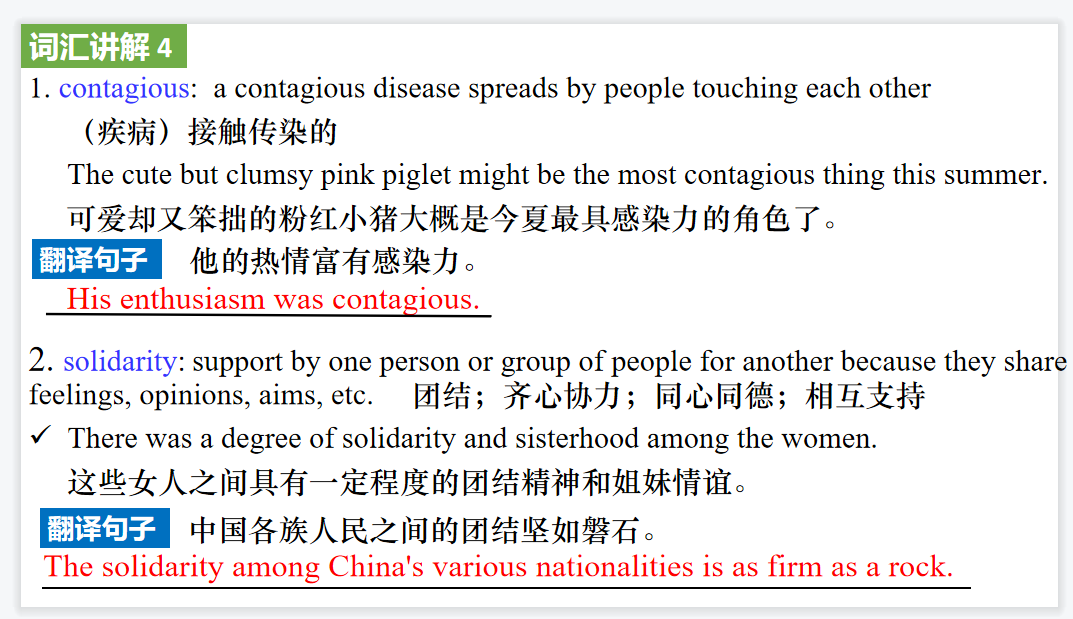 词汇讲解 4
1. contagious: a contagious disease spreads by people touching each other
（疾病）接触传染的
The cute but clumsy pink piglet might be the most contagious thing this summer.
可爱却又笨拙的粉红小猪大概是今夏最具感染力的角色了。
翻译句子 他的热情富有感染力。
His enthusiasm was contagious.
2. solidarity: support by one person or group of people for another because they share
feelings, opinions, aims, etc. 团结；齐心协力；同心同德；相互支持
✓ There was a degree of solidarity and sisterhood among the women.
这些女人之间具有一定程度的团结精神和姐妹情谊。
翻译句子 中国各族人民之间的团结坚如磐石。
The solidarity among China's various nationalities is as firm as a rock.